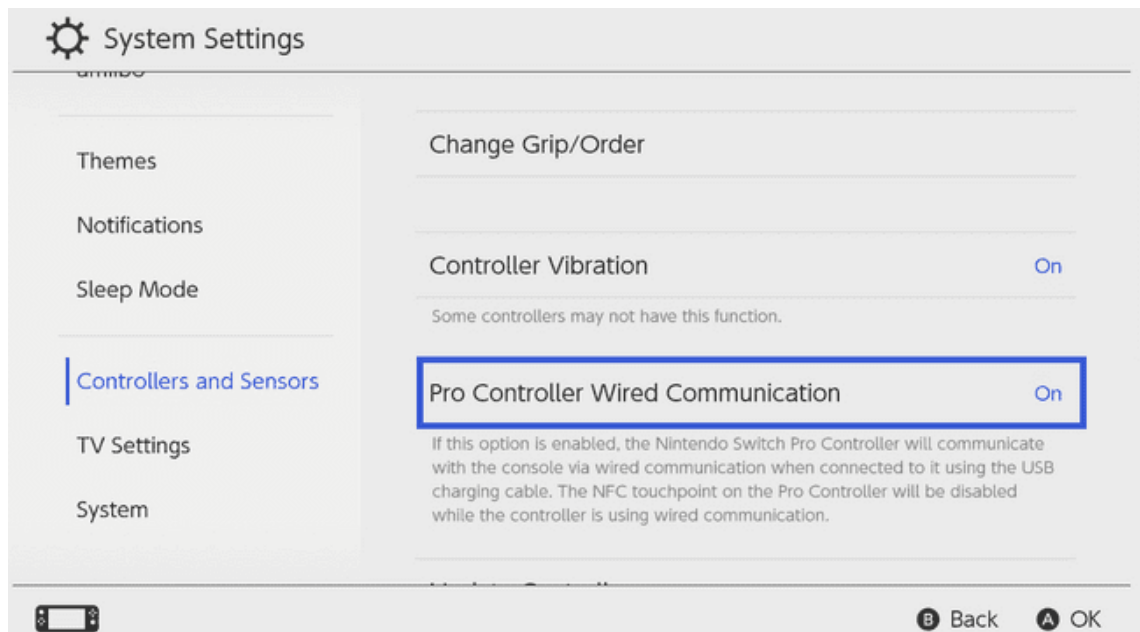 System Settings
amiibo
Themes
Notifications
Sleep Mode
Controllers and Sensors
TV Settings
System
Change Grip/Order
Controller Vibration On
Some controllers may not have this function.
Pro Controller Wired Communication On
If this option is enabled, the Nintendo Switch Pro Controller will communicate
with the console via wired communication when connected to it using the USB
charging cable. The NFC touchpoint on the Pro Controller will be disabled
while the controller is using wired communication.
B Back A OK